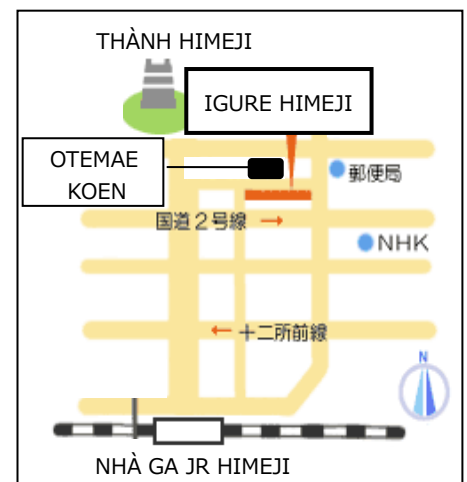 THÀNH HIMEJI
IGURE HIMEJI
OTEMAE
KOEN
郵便局
国道2号線 →
NHK
← 十二所前線
N
NHÀ GA JR HIMEJI